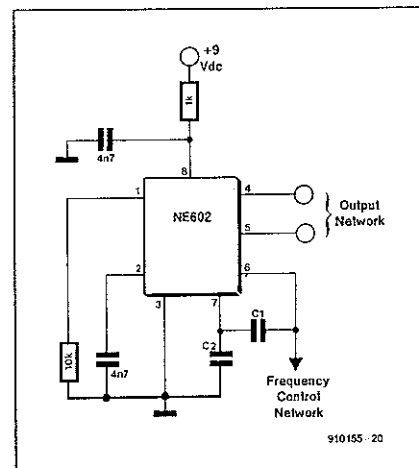 +9
Vdc
1k
4n7
8
1
4
NE602
Output
Network
5
2
6
3
7
C1
C2
10k
4n7
Frequency
Control
Network
910155 - 20